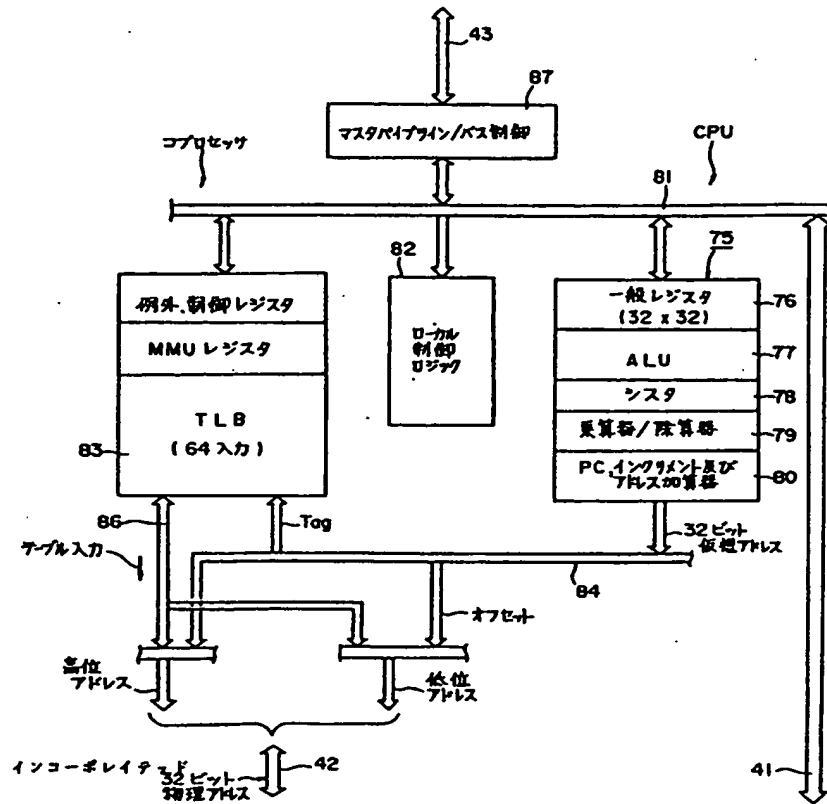 43
87
マスタパイプライン/バス制御
コプロセッサ
CPU
81
82
75
例外、制御レジスタ
MMUレジスタ
TLB
(64入力)
83
ローカル
制御
ロジック
一般レジスタ
(32 x 32)
76
ALU
77
シスタ
78
乗算器/除算器
79
PC、インクリメント及び
アドレス加算器
80
86
Tag
テーブル入力
32ビット
仮想アドレス
84
オフセット
高位
アドレス
低位
アドレス
インコーポレイテッド
32ビット
物理アドレス
42
41